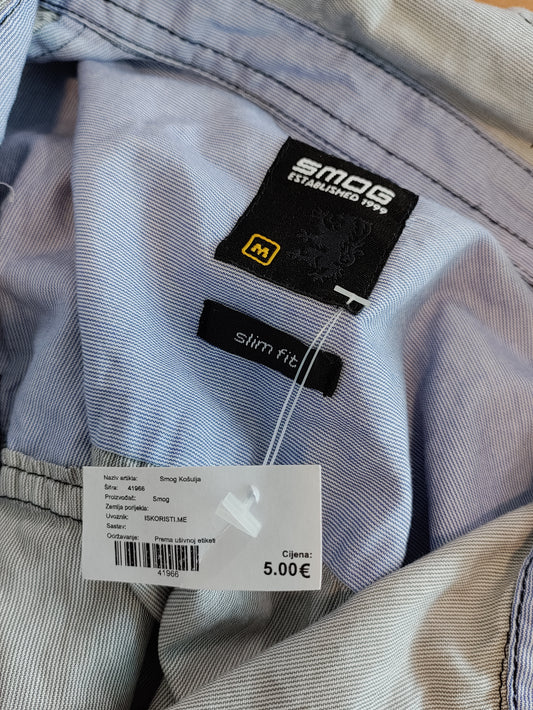 SMOG
ESTABLISHED 1999
M
slim fit
Naziv artikla: Smog Košulja
Šifra: 41966
Proizvođač: Smog
Zemlja porijekla:
Uvoznik: ISKORISTI.ME
Sastav:
Održavanje: Prema ušivnoj etiketi
41966
Cijena:
5.00€